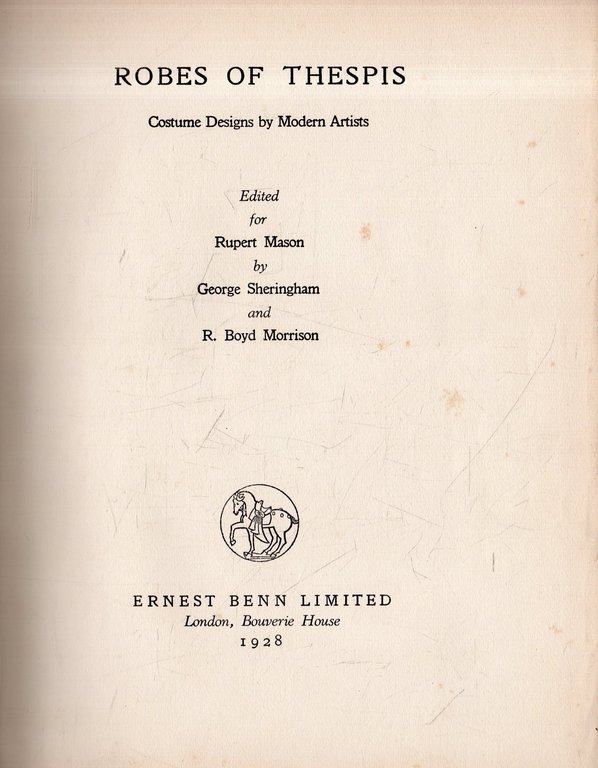 ROBES OF THESPIS
Costume Designs by Modern Artists
Edited
for
Rupert Mason
by
George Sheringham
and
R. Boyd Morrison
ERNEST BENN LIMITED
London, Bouverie House
1928